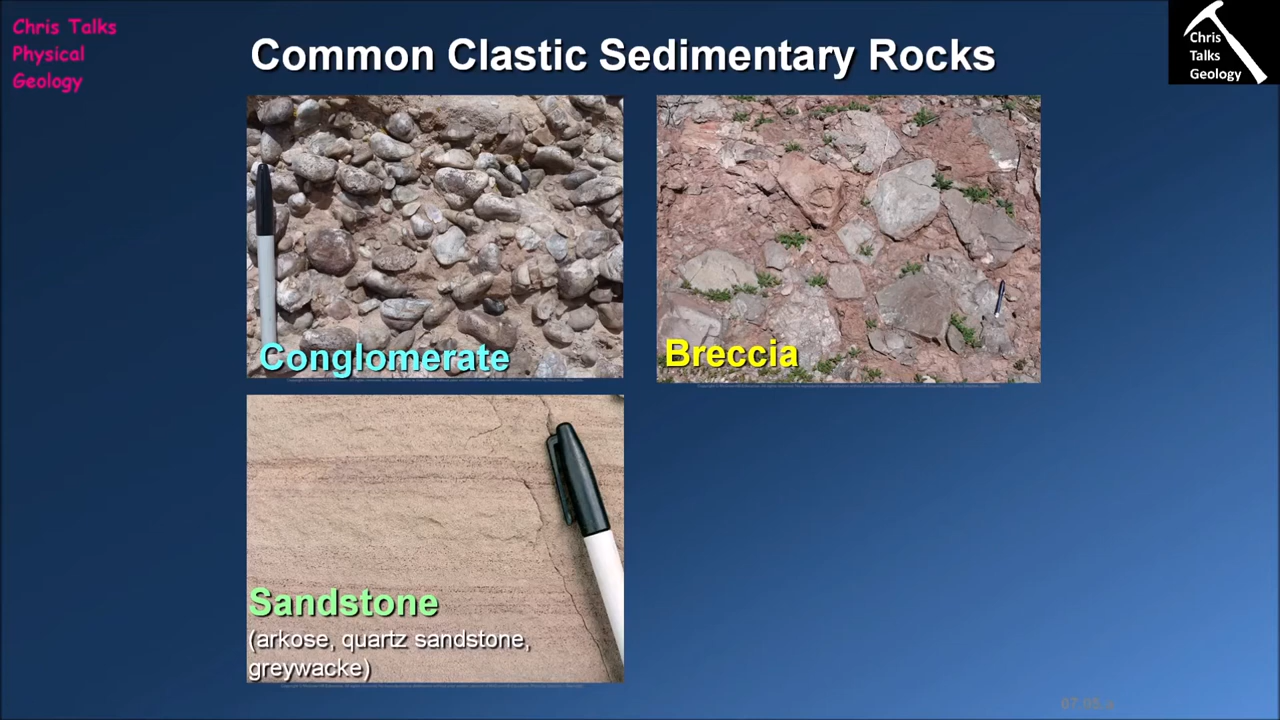 Chris Talks
Physical
Geology
Common Clastic Sedimentary Rocks
Chris
Talks
Geology
Conglomerate
Breccia
Sandstone
(arkose, quartz sandstone,
greywacke)